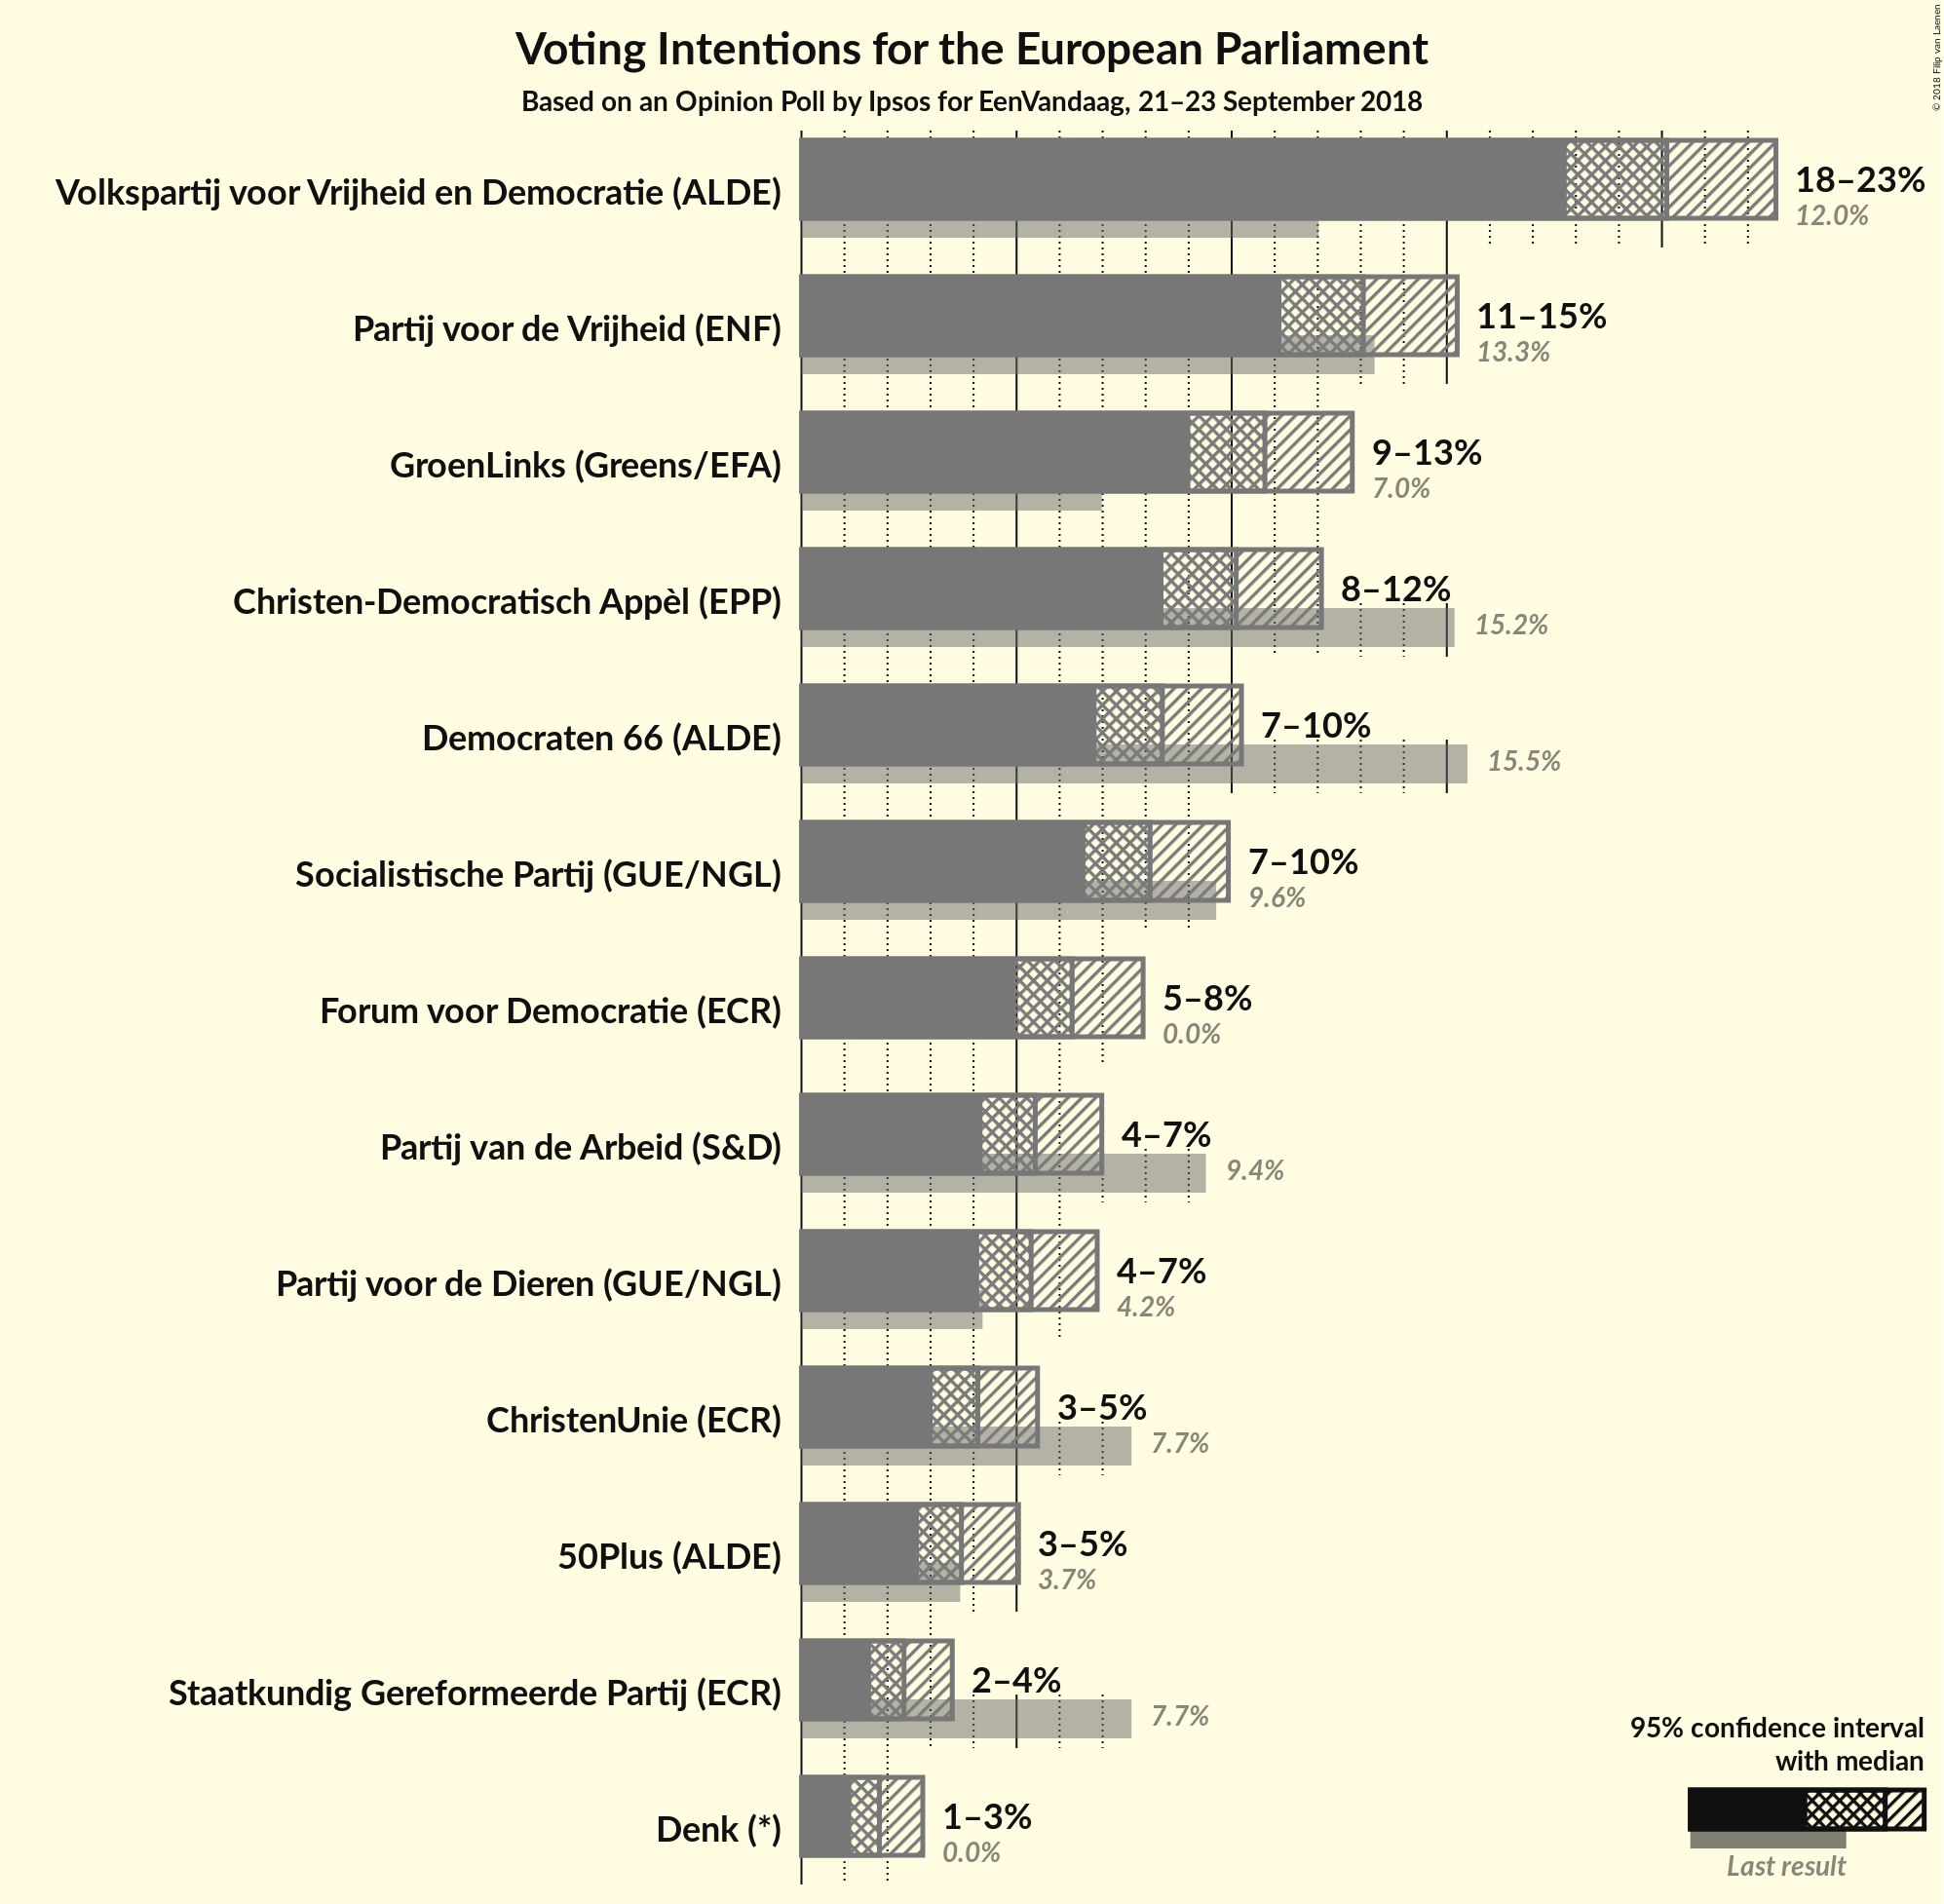 Voting Intentions for the European Parliament
Based on an Opinion Poll by Ipsos for EenVandaag, 21–23 September 2018
© 2018 Filip van Laenen
Volkspartij voor Vrijheid en Democratie (ALDE)
18–23%
12.0%
Partij voor de Vrijheid (ENF)
11–15%
13.3%
GroenLinks (Greens/EFA)
9–13%
7.0%
Christen-Democratisch Appèl (EPP)
8–12%
15.2%
Democraten 66 (ALDE)
7–10%
15.5%
Socialistische Partij (GUE/NGL)
7–10%
9.6%
Forum voor Democratie (ECR)
5–8%
0.0%
Partij van de Arbeid (S&D)
4–7%
9.4%
Partij voor de Dieren (GUE/NGL)
4–7%
4.2%
ChristenUnie (ECR)
3–5%
7.7%
50Plus (ALDE)
3–5%
3.7%
Staatkundig Gereformeerde Partij (ECR)
2–4%
7.7%
Denk (*)
1–3%
0.0%
95% confidence interval
with median
Last result